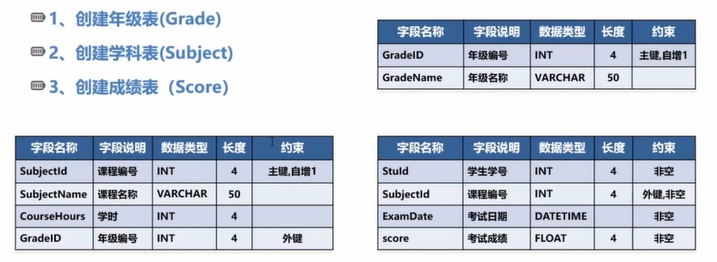 1、创建年级表(Grade)
2、创建学科表(Subject)
3、创建成绩表（Score）
字段名称 字段说明 数据类型 长度 约束
GradeID 年级编号 INT 4 主键,自增1
GradeName 年级名称 VARCHAR 50
字段名称 字段说明 数据类型 长度 约束
SubjectId 课程编号 INT 4 主键,自增1
SubjectName 课程名称 VARCHAR 50
CourseHours 学时 INT 4
GradeID 年级编号 INT 4 外键
字段名称 字段说明 数据类型 长度 约束
StuId 学生学号 INT 4 非空
SubjectId 课程编号 INT 4 外键,非空
ExamDate 考试日期 DATETIME 非空
score 考试成绩 FLOAT 4 非空